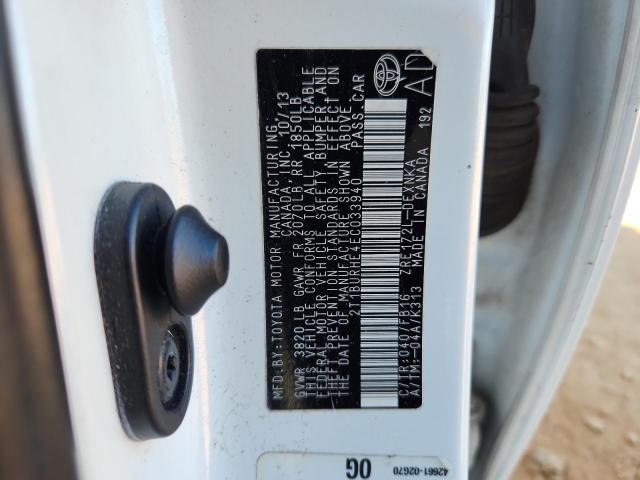 MFD.BY:TOYOTA MOTOR MANUFACTURING
CANADA, INC. 10/13
GVWR 3820LB GAWR FR 2070LB RR 1850LB
THIS VEHICLE CONFORMS TO ALL APPLICABLE
FEDERAL MOTOR VEHICLE SAFETY, BUMPER, AND
THEFT PREVENTION STANDARDS IN EFFECT ON
THE DATE OF MANUFACTURE SHOWN ABOVE.
2T1BURHE4EC033940 PASS.CAR
C/TR:040/FB16 ZRE172L-DEXNKA
A/TM:-04A/K313 MADE IN CANADA 192
AD
42661-02G70
0G